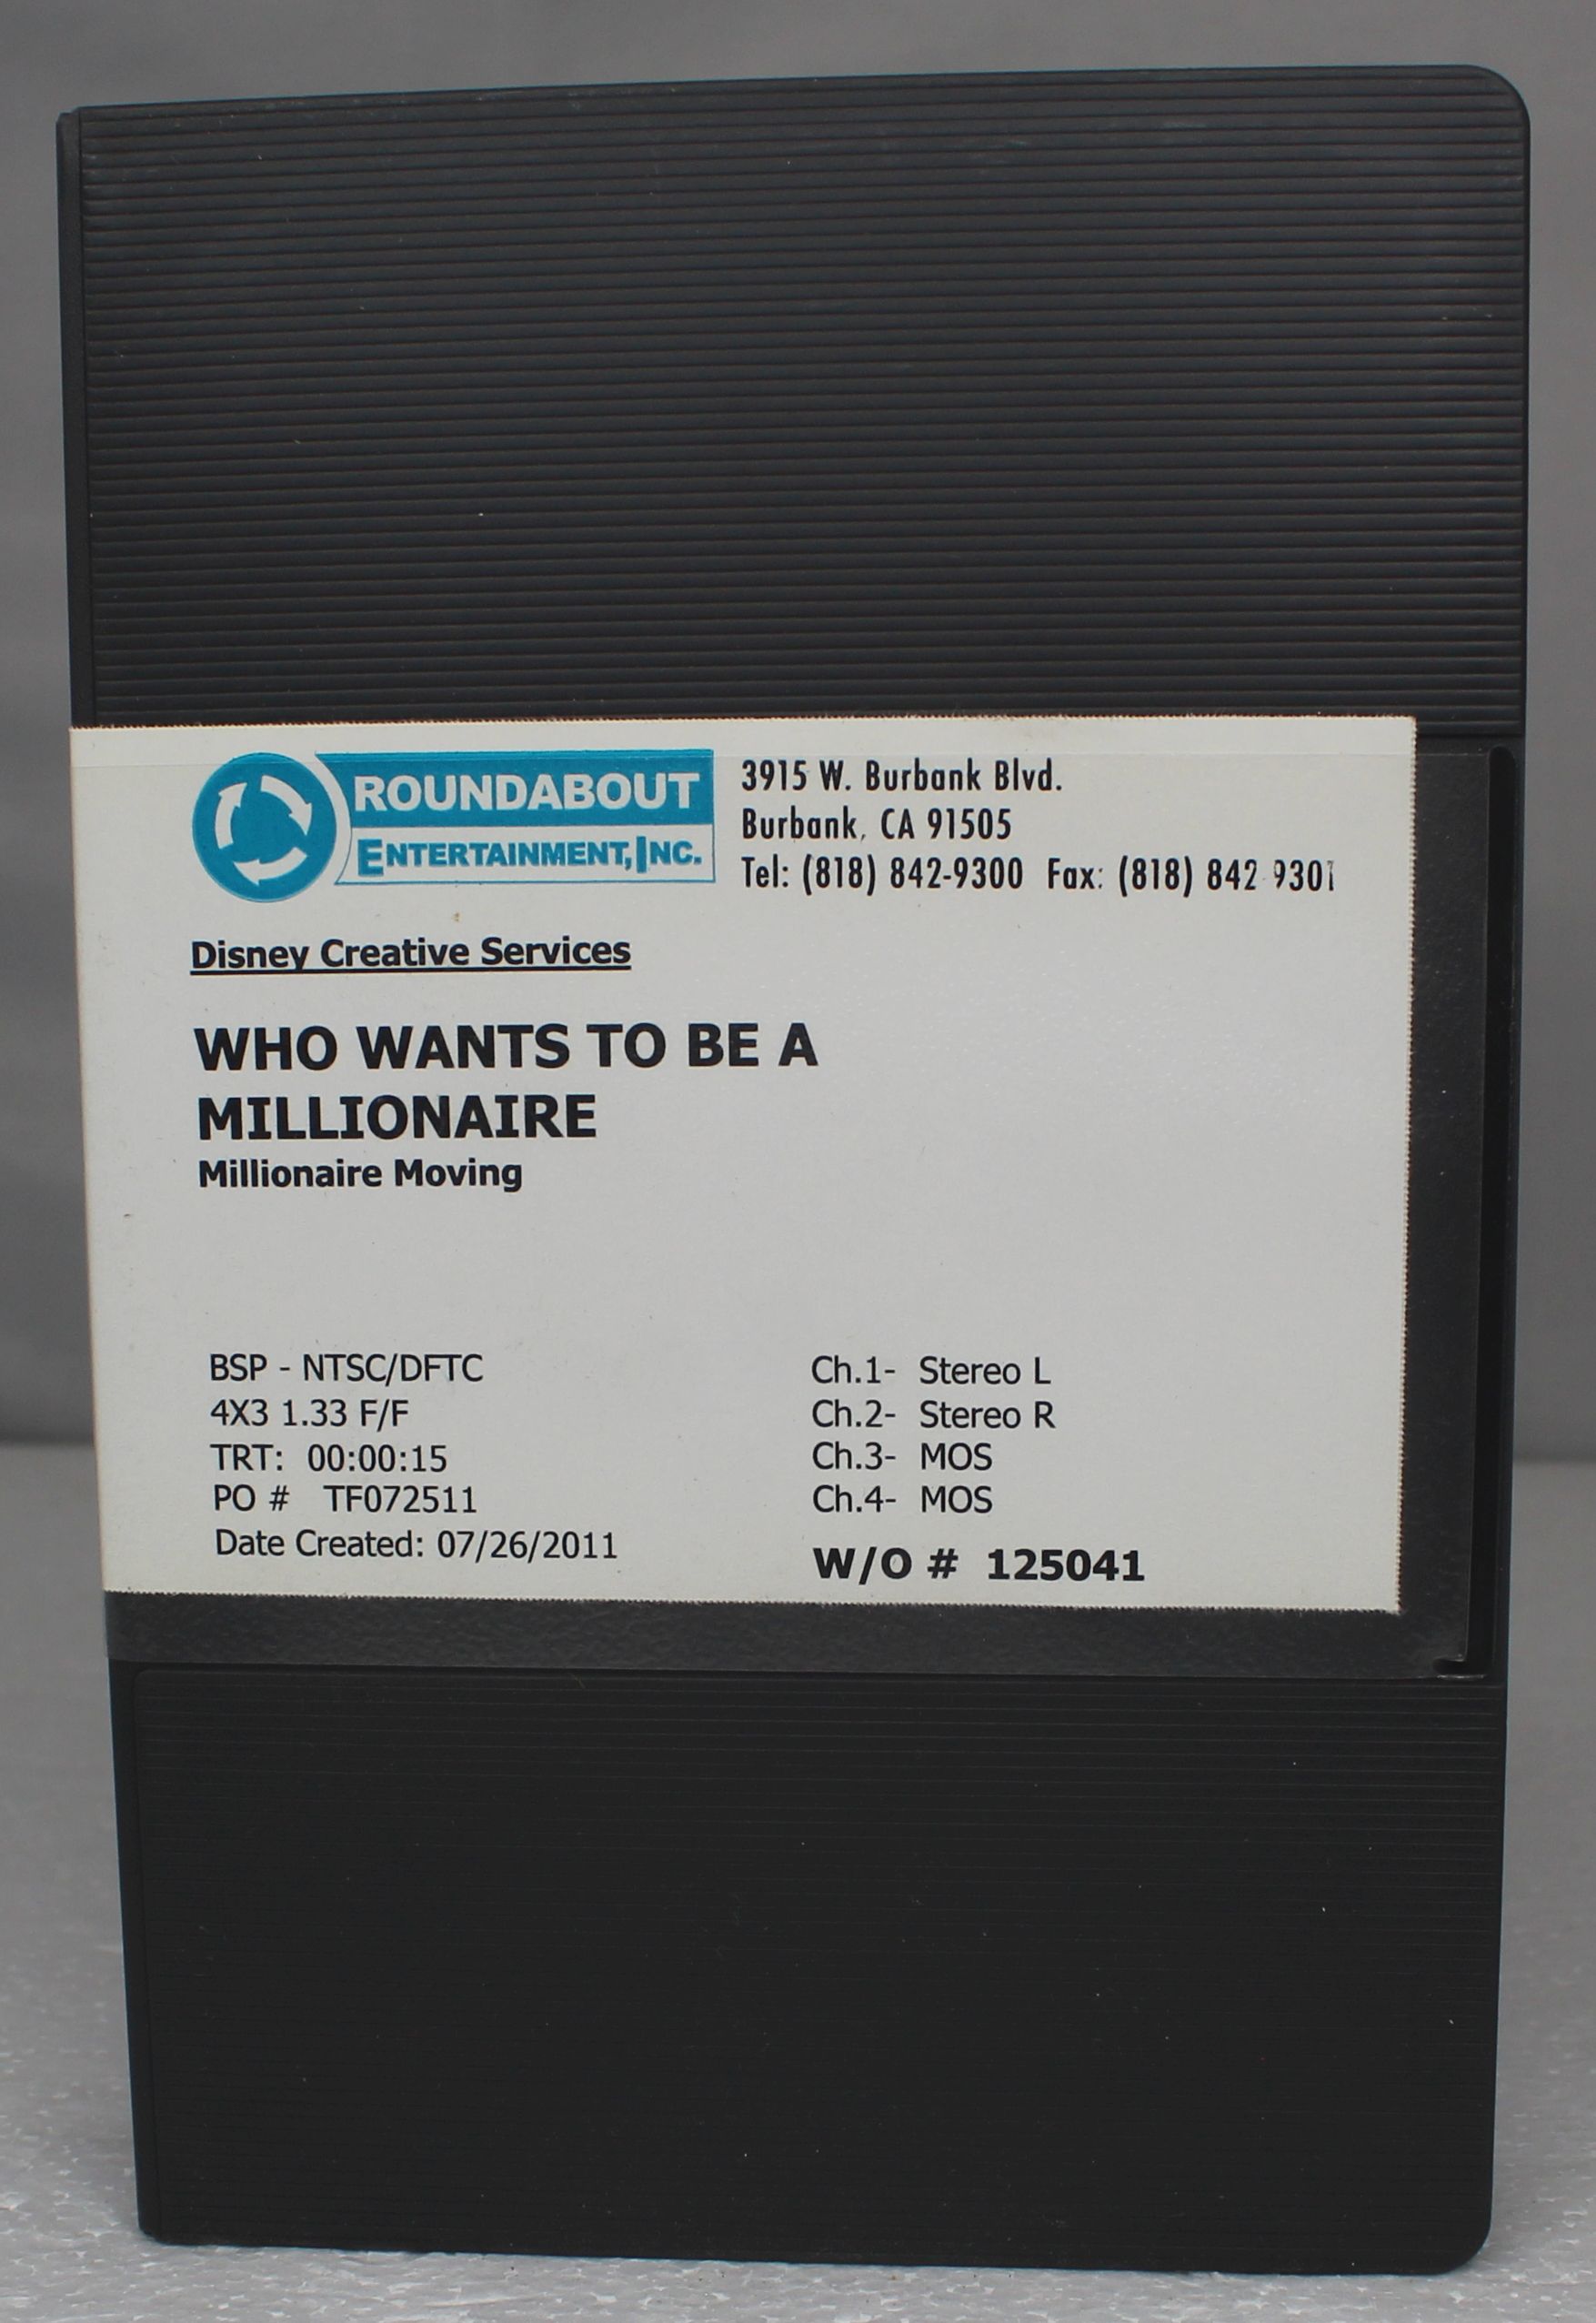 ROUNDABOUT
ENTERTAINMENT, INC.
3915 W. Burbank Blvd.
Burbank, CA 91505
Tel: (818) 842-9300 Fax: (818) 842-9301
Disney Creative Services
WHO WANTS TO BE A
MILLIONAIRE
Millionaire Moving
BSP - NTSC/DFTC
4X3 1.33 F/F
TRT: 00:00:15
PO # TF072511
Date Created: 07/26/2011
Ch.1- Stereo L
Ch.2- Stereo R
Ch.3- MOS
Ch.4- MOS
W/O # 125041